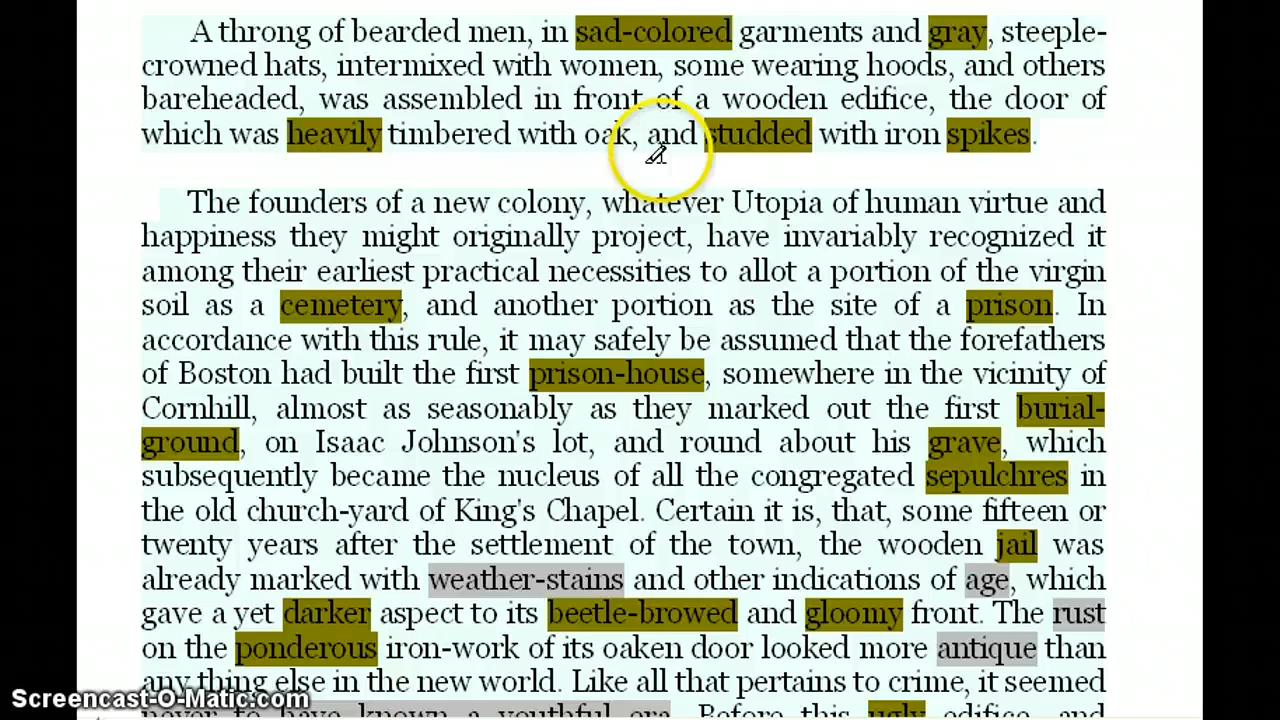 A throng of bearded men, in sad-colored garments and gray, steeple-
crowned hats, intermixed with women, some wearing hoods, and others
bareheaded, was assembled in front of a wooden edifice, the door of
which was heavily timbered with oak, and studded with iron spikes.
The founders of a new colony, whatever Utopia of human virtue and
happiness they might originally project, have invariably recognized it
among their earliest practical necessities to allot a portion of the virgin
soil as a cemetery, and another portion as the site of a prison. In
accordance with this rule, it may safely be assumed that the forefathers
of Boston had built the first prison-house, somewhere in the vicinity of
Cornhill, almost as seasonably as they marked out the first burial-
ground, on Isaac Johnson's lot, and round about his grave, which
subsequently became the nucleus of all the congregated sepulchres in
the old church-yard of King's Chapel. Certain it is, that, some fifteen or
twenty years after the settlement of the town, the wooden jail was
already marked with weather-stains and other indications of age, which
gave a yet darker aspect to its beetle-browed and gloomy front. The rust
on the ponderous iron-work of its oaken door looked more antique than
any thing else in the new world. Like all that pertains to crime, it seemed
never to have known a youthful era. Before this ugly edifice, and
Screencast-O-Matic.com